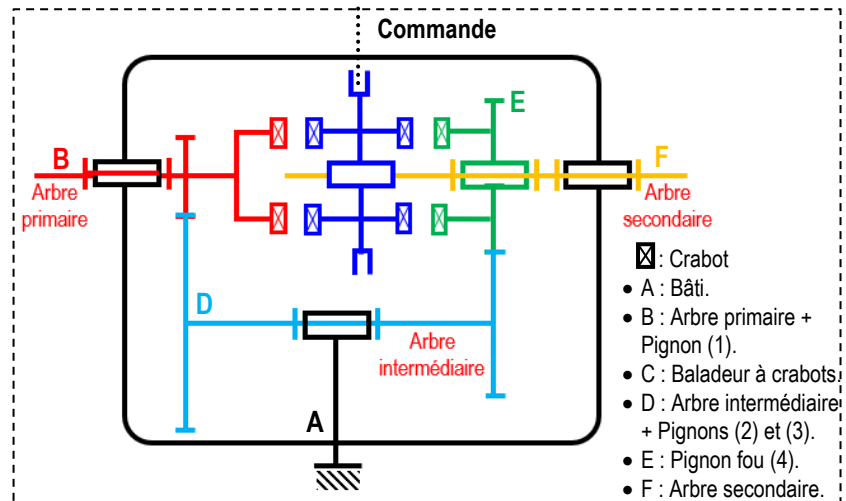 Commande
E
B
F
Arbre
primaire
Arbre
secondaire
: Crabot
D
• A : Bâti.
Arbre
intermédiaire
• B : Arbre primaire +
Pignon (1).
• C : Baladeur à crabots.
A
• D : Arbre intermédiaire
+ Pignons (2) et (3).
• E : Pignon fou (4).
• F : Arbre secondaire.